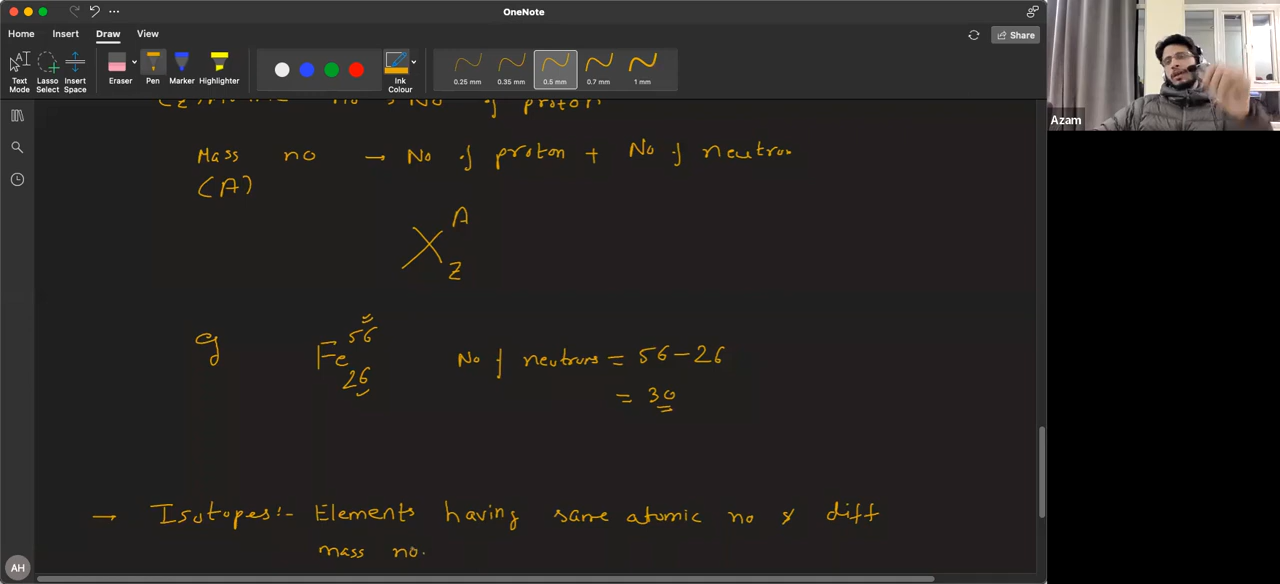 OneNote
Home Insert Draw View
Share
Text Mode
Lasso Select
Insert Space
Eraser
Pen
Marker
Highlighter
Ink Colour
0.25 mm
0.35 mm
0.5 mm
0.7 mm
1 mm
Azam
No of proton
Mass no → No of proton + No of neutron
(A)
X A
Z
eg Fe 56
26
No of neutrons = 56 - 26
= 30
→ Isotopes:- Elements having same atomic no & diff
mass no.
AH